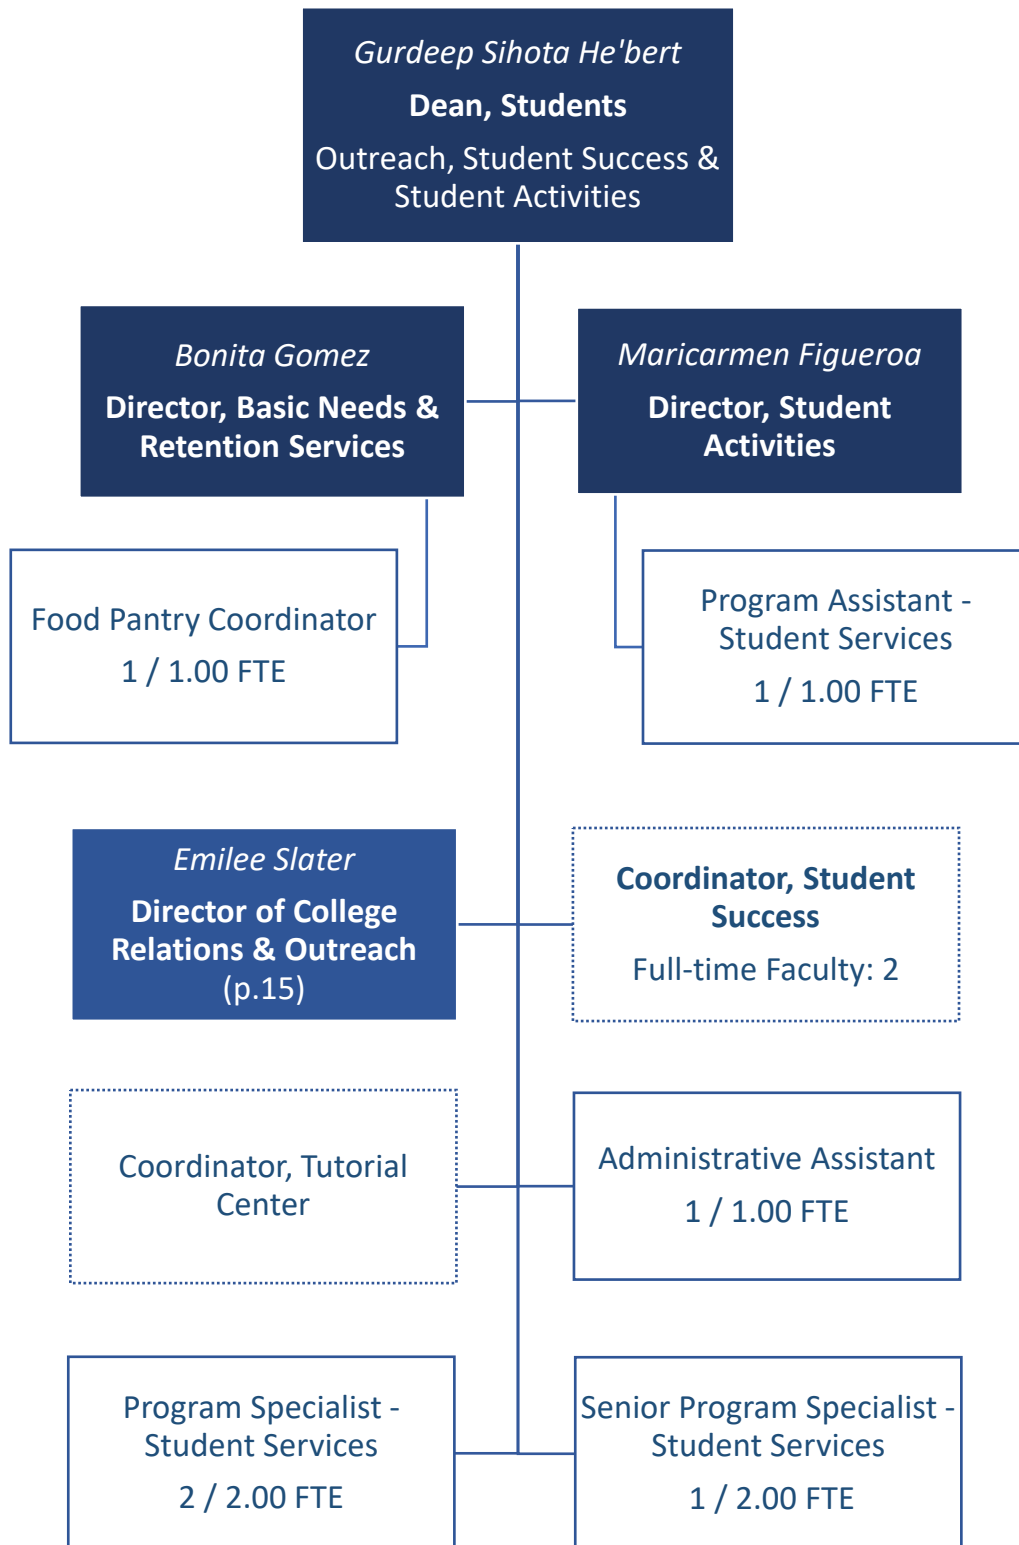 Gurdeep Sihota He'bert
Dean, Students
Outreach, Student Success &
Student Activities
Bonita Gomez
Director, Basic Needs &
Retention Services
Maricarmen Figueroa
Director, Student
Activities
Food Pantry Coordinator
1 / 1.00 FTE
Program Assistant -
Student Services
1 / 1.00 FTE
Emilee Slater
Director of College
Relations & Outreach
(p.15)
Coordinator, Student
Success
Full-time Faculty: 2
Coordinator, Tutorial
Center
Administrative Assistant
1 / 1.00 FTE
Program Specialist -
Student Services
2 / 2.00 FTE
Senior Program Specialist -
Student Services
1 / 2.00 FTE